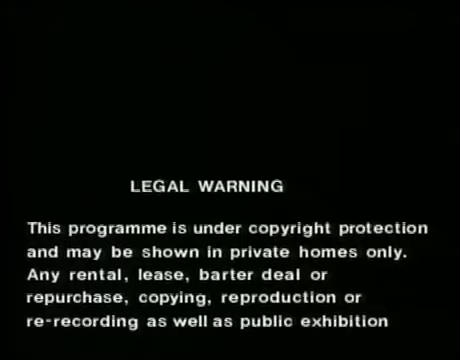 LEGAL WARNING
This programme is under copyright protection
and may be shown in private homes only.
Any rental, lease, barter deal or
repurchase, copying, reproduction or
re-recording as well as public exhibition